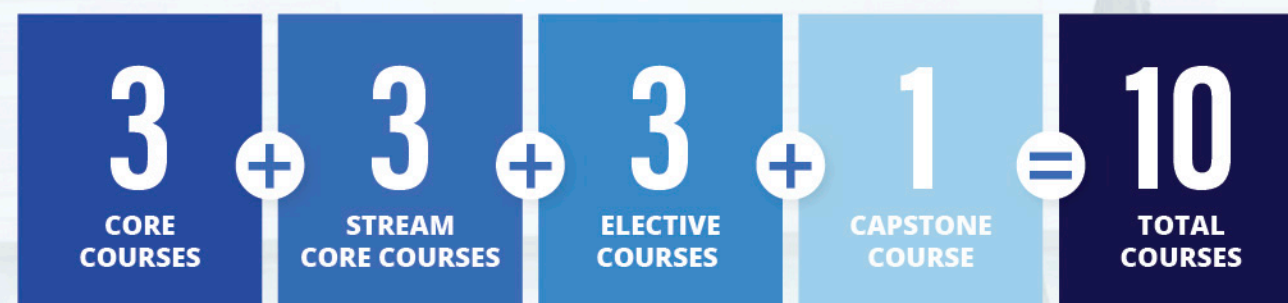 3 + 3 + 3 + 1 = 10
CORE STREAM ELECTIVE CAPSTONE TOTAL
COURSES CORE COURSES COURSES COURSE COURSES